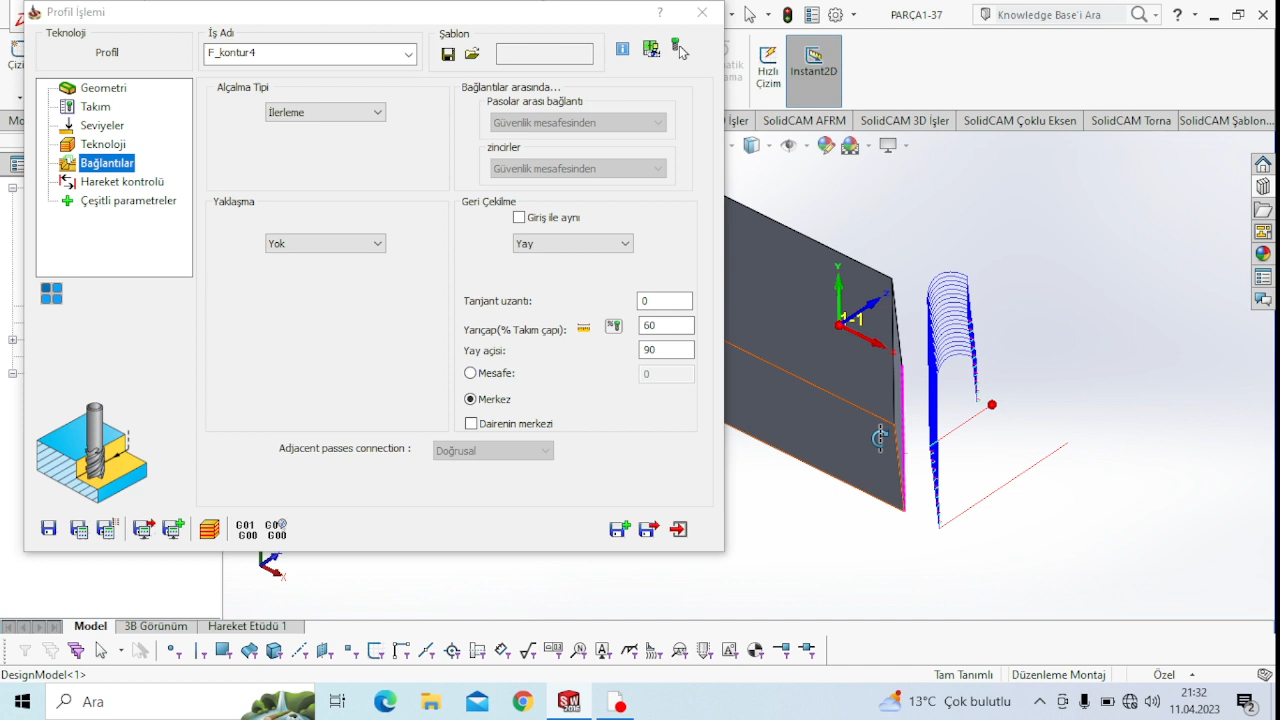 Profil İşlemi
PARÇA1-37
Knowledge Base'i Ara
Teknoloji
Profil
İş Adı
F_kontur4
Şablon
Hızlı
Çizim
Instant2D
Geometri
Takım
Seviyeler
Teknoloji
Bağlantılar
Hareket kontrolü
Çeşitli parametreler
Alçalma Tipi
İlerleme
Bağlantılar arasında...
Pasolar arası bağlantı
Güvenlik mesafesinden
zincirler
Güvenlik mesafesinden
İşler
SolidCAM AFRM
SolidCAM 3D İşler
SolidCAM Çoklu Eksen
SolidCAM Torna
SolidCAM Şablon...
Yaklaşma
Yok
Geri Çekilme
Giriş ile aynı
Yay
Tanjant uzantı:
0
Yarıçap(% Takım çapı):
60
Yay açısı:
90
Mesafe:
0
Merkez
Dairenin merkezi
Adjacent passes connection :
Doğrusal
G01
G00
G00
Y
Z
1-1
X
Model
3B Görünüm
Hareket Etüdü 1
DesignModel<1>
Tam Tanımlı
Düzenleme Montaj
Özel
Ara
SW
2016
13°C Çok bulutlu
21:32
11.04.2023
2